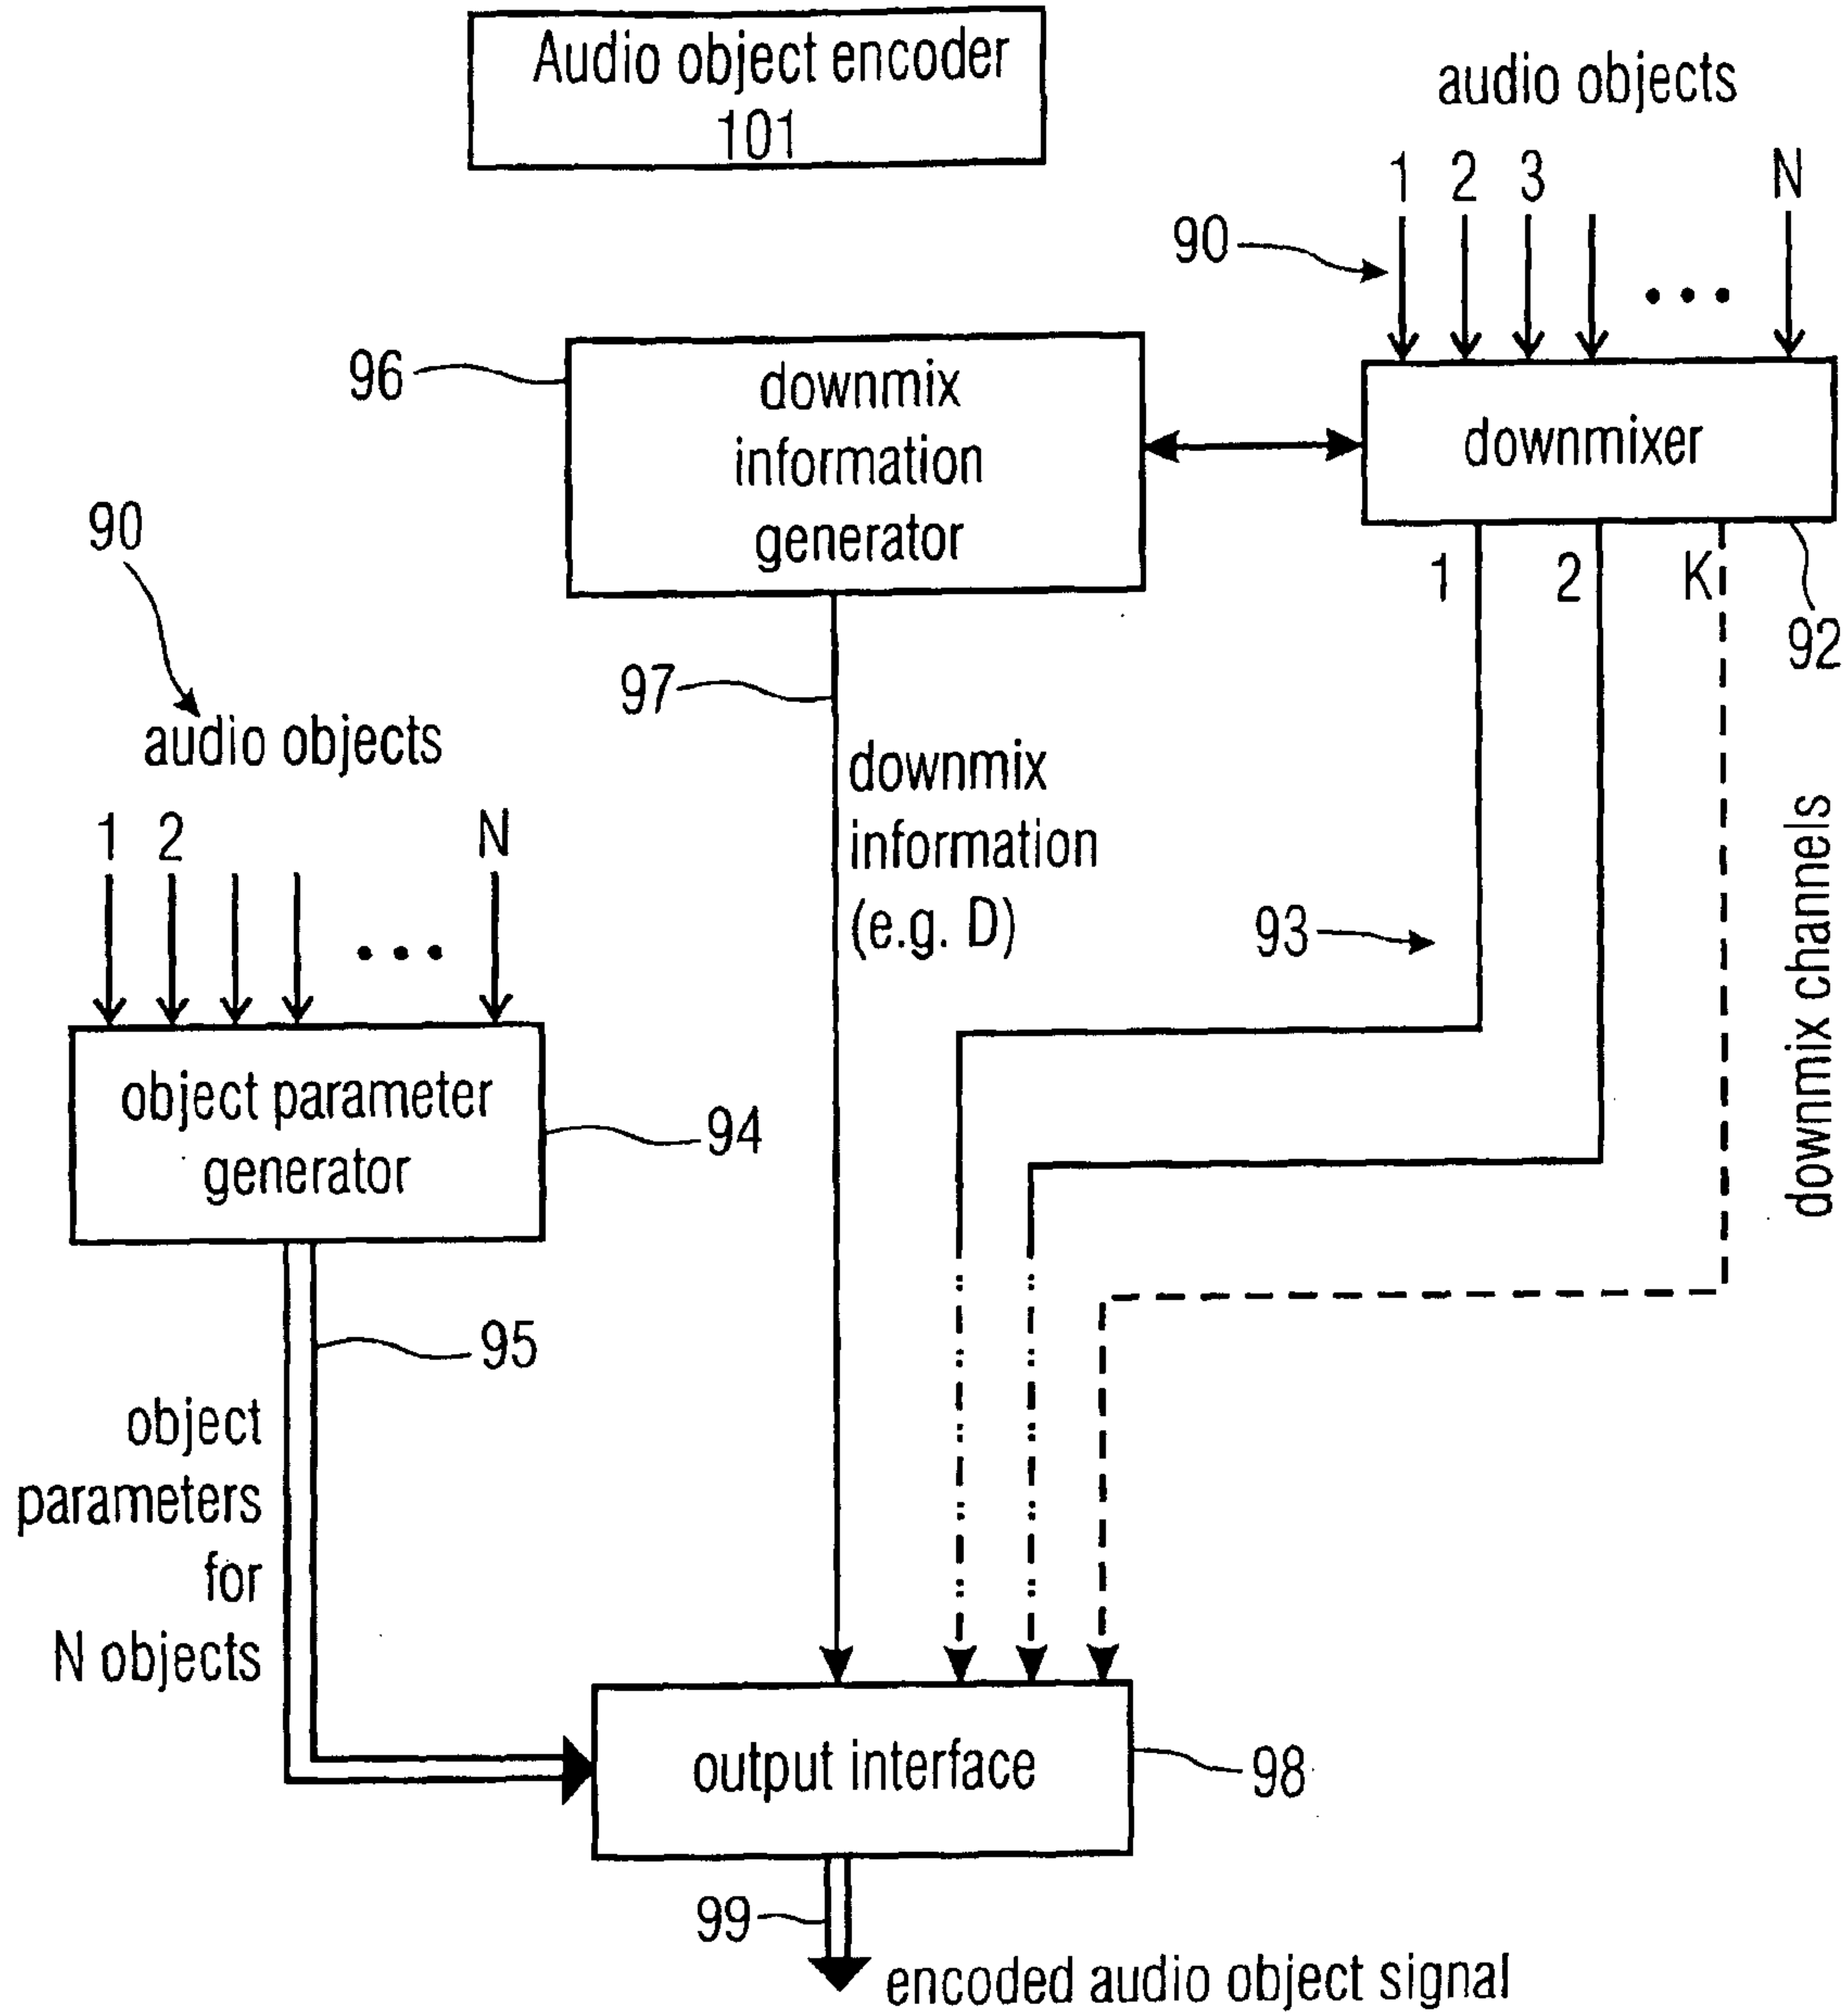 Audio object encoder
101
audio objects
1 2 3 N
90
96
downmix
information
generator
downmixer
1 2 K
92
90
audio objects
1 2 N
97
downmix
information
(e.g. D)
93
downmix channels
object parameter
generator
94
95
object
parameters
for
N objects
output interface
98
99
encoded audio object signal